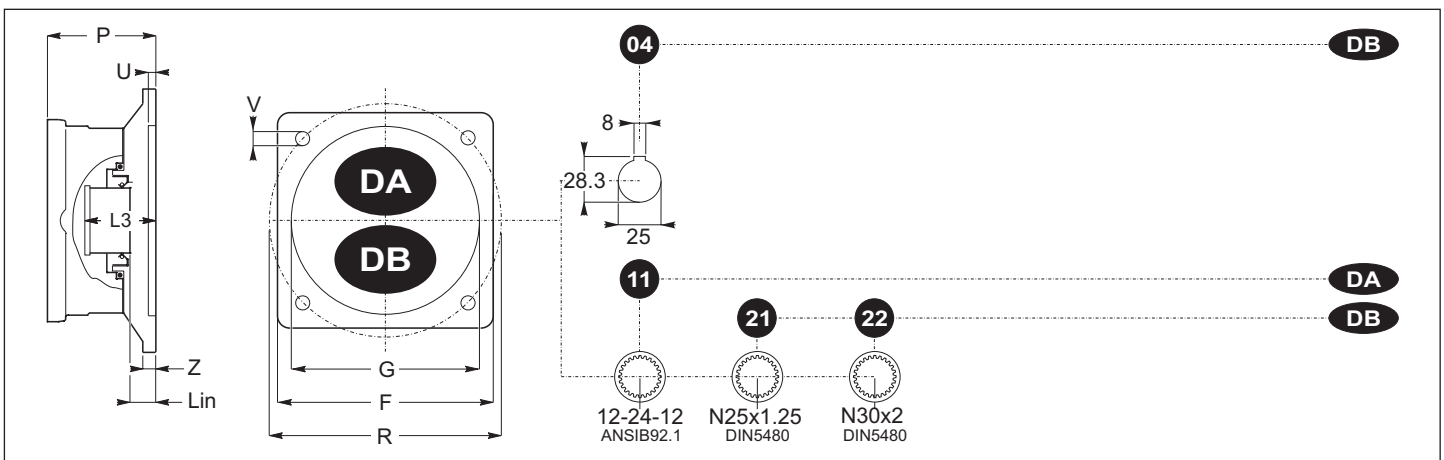 P
U
V
L3
Z
Lin
DA
DB
G
F
R
04
DB
8
28.3
25
11
DA
21
22
DB
12-24-12
ANSIB92.1
N25x1.25
DIN5480
N30x2
DIN5480